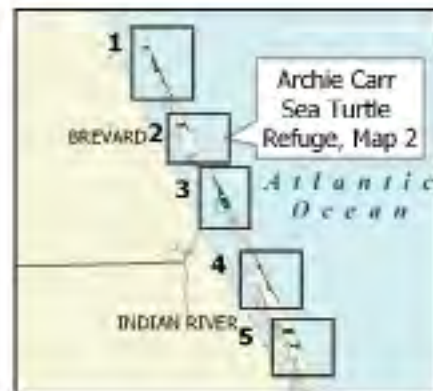 1
Archie Carr
Sea Turtle
Refuge, Map 2
BREVARD 2
3
Atlantic
Ocean
4
INDIAN RIVER
5